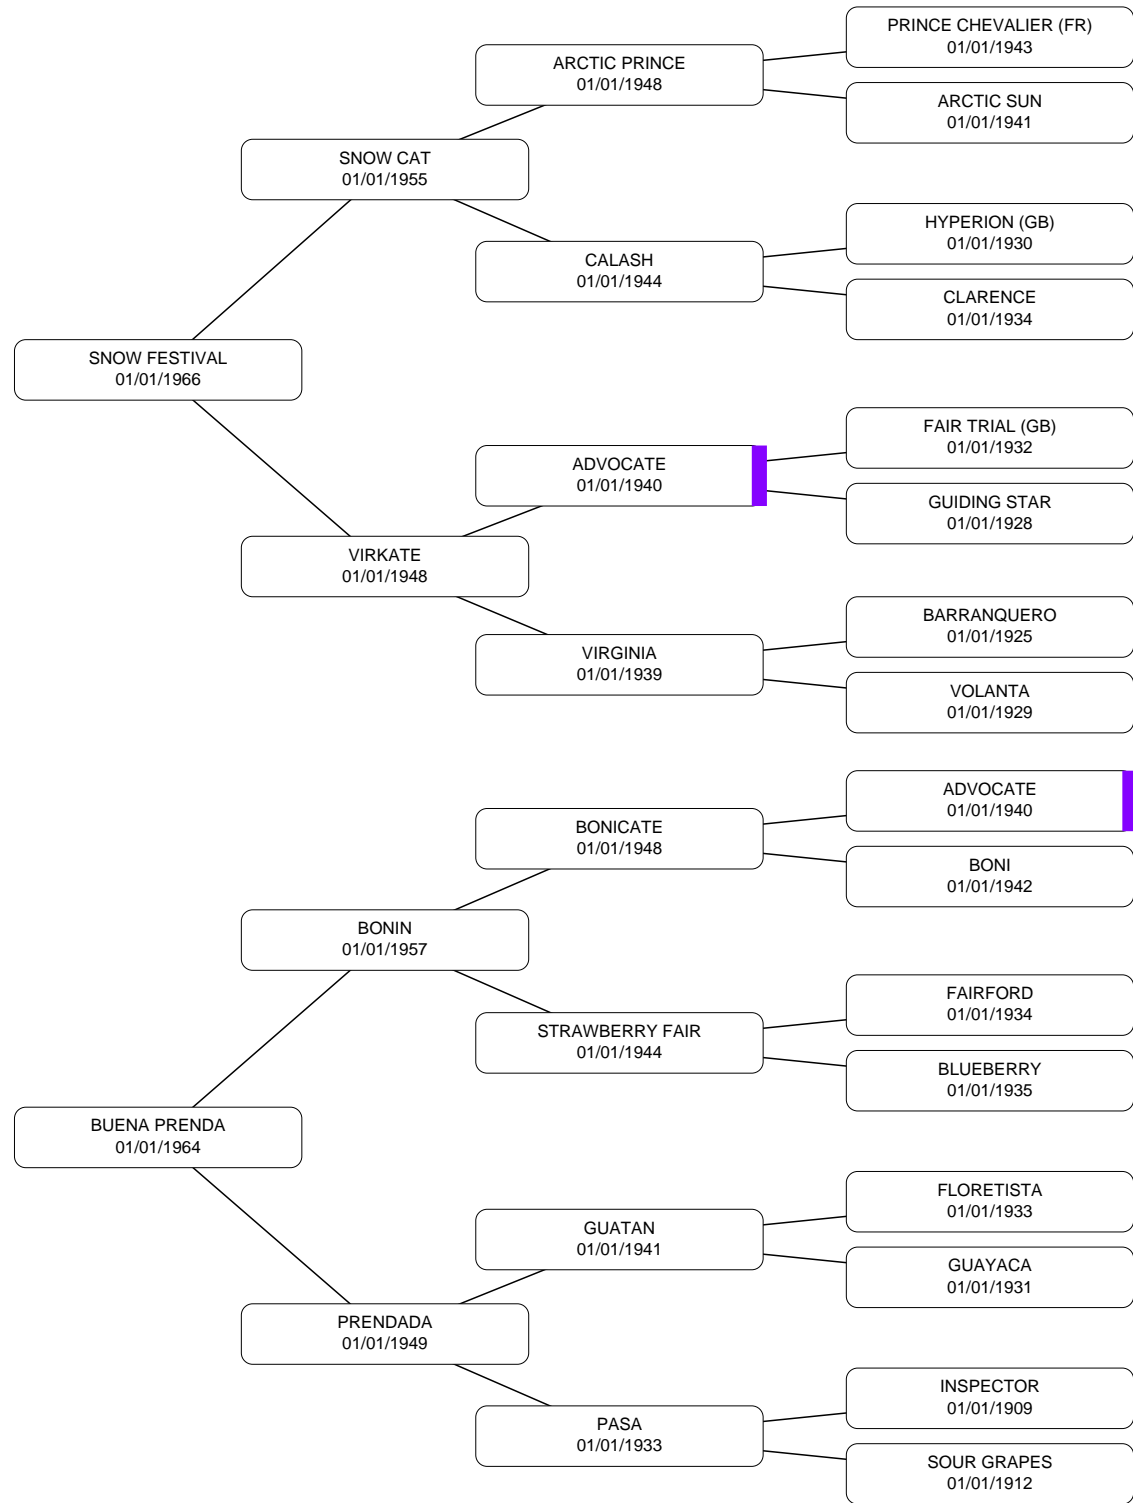 PRINCE CHEVALIER (FR)
01/01/1943
ARCTIC PRINCE
01/01/1948
ARCTIC SUN
01/01/1941
SNOW CAT
01/01/1955
HYPERION (GB)
01/01/1930
CALASH
01/01/1944
CLARENCE
01/01/1934
SNOW FESTIVAL
01/01/1966
FAIR TRIAL (GB)
01/01/1932
ADVOCATE
01/01/1940
GUIDING STAR
01/01/1928
VIRKATE
01/01/1948
BARRANQUERO
01/01/1925
VIRGINIA
01/01/1939
VOLANTA
01/01/1929
ADVOCATE
01/01/1940
BONICATE
01/01/1948
BONI
01/01/1942
BONIN
01/01/1957
FAIRFORD
01/01/1934
STRAWBERRY FAIR
01/01/1944
BLUEBERRY
01/01/1935
BUENA PRENDA
01/01/1964
FLORETISTA
01/01/1933
GUATAN
01/01/1941
GUAYACA
01/01/1931
PRENDADA
01/01/1949
INSPECTOR
01/01/1909
PASA
01/01/1933
SOUR GRAPES
01/01/1912